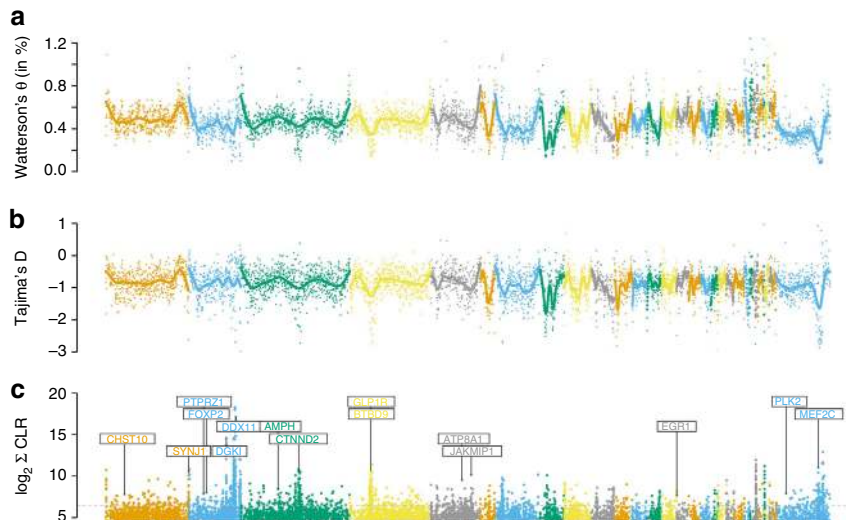 a
Watterson's θ (in %)
1.2
0.8
0.4
0.0
b
Tajima's D
1
0
−1
−2
−3
c
log₂ Σ CLR
20
15
10
5
PTPRZ1
GLP1R
PLK2
FOXP2
BTBD9
MEF2C
DDX11
AMPH
EGR1
CHST10
CTNND2
ATP8A1
SYNJ1
DGKI
JAKMIP1